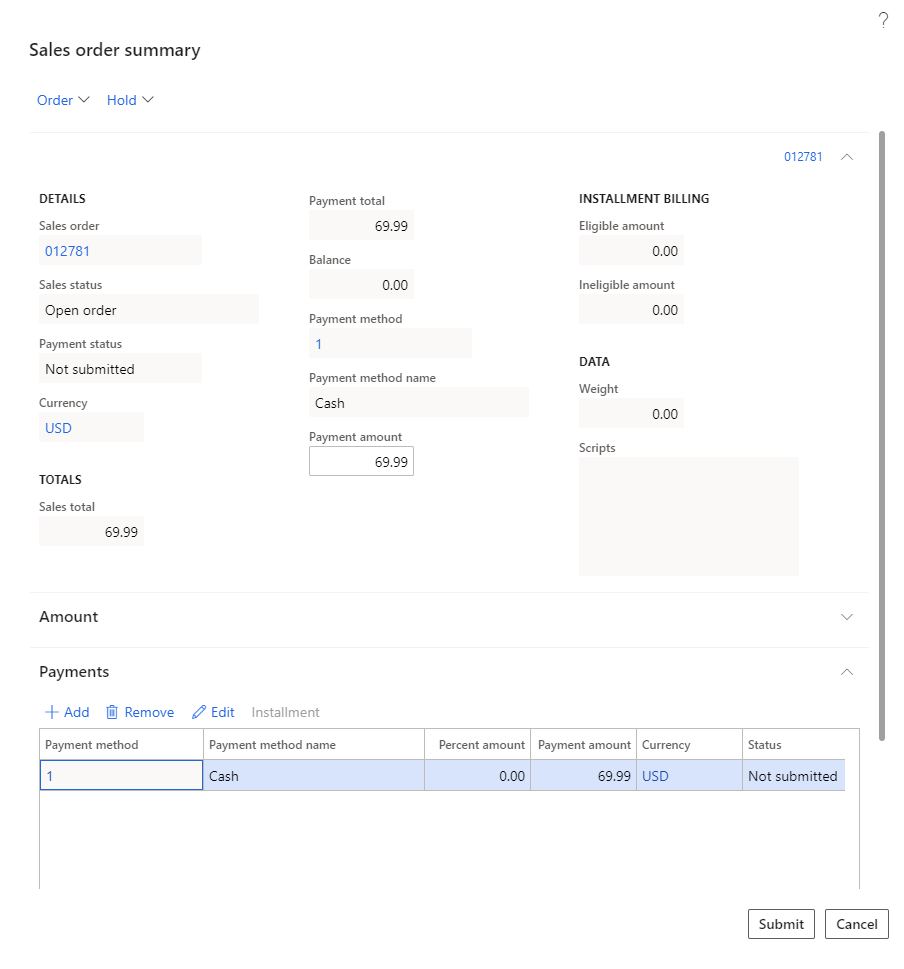 ?
Sales order summary
Order Hold
012781
DETAILS
Sales order
012781
Sales status
Open order
Payment status
Not submitted
Currency
USD
TOTALS
Sales total
69.99
Payment total
69.99
Balance
0.00
Payment method
1
Payment method name
Cash
Payment amount
69.99
INSTALLMENT BILLING
Eligible amount
0.00
Ineligible amount
0.00
DATA
Weight
0.00
Scripts
Amount
Payments
Add Remove Edit Installment
Payment method Payment method name Percent amount Payment amount Currency Status
1 Cash 0.00 69.99 USD Not submitted
Submit Cancel